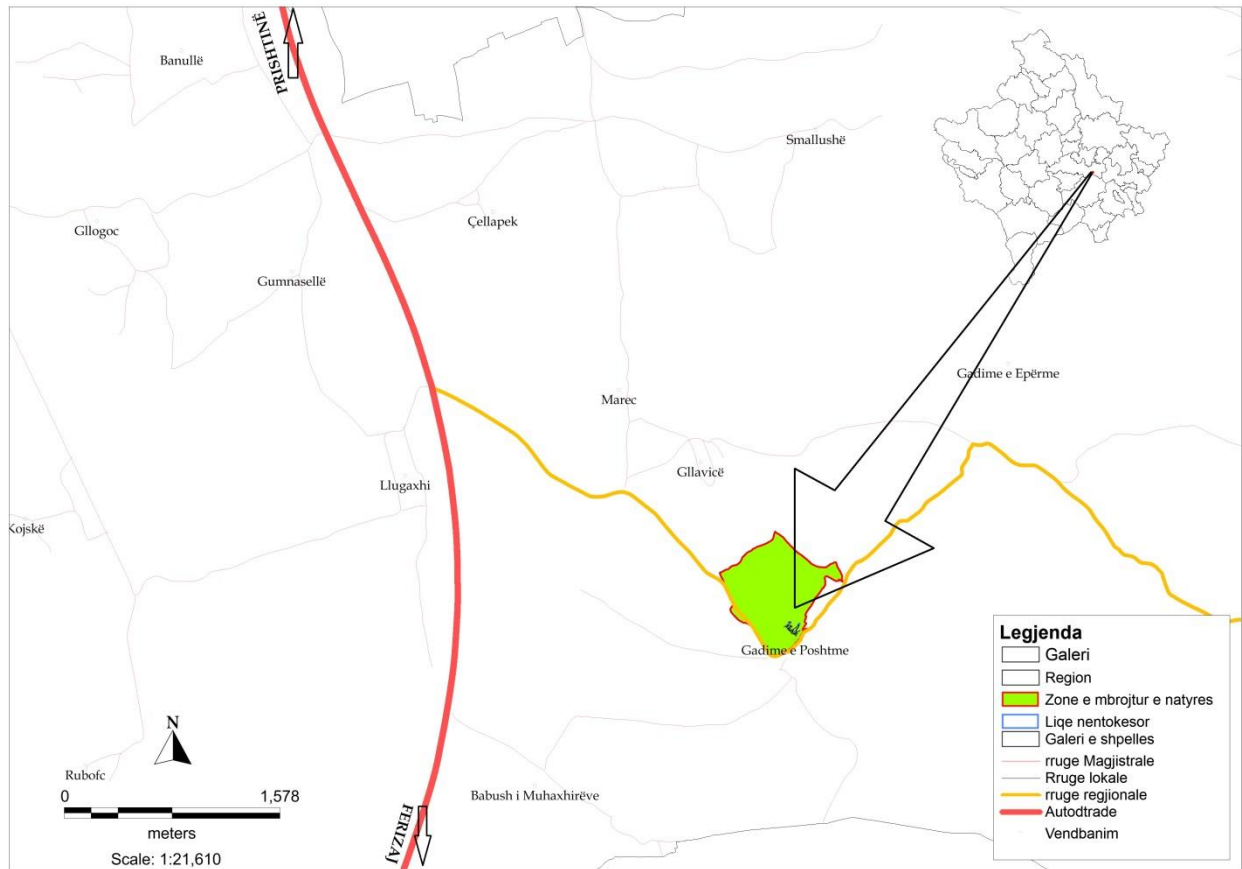 PRISHTINË
Banullë
Smallushë
Çellapek
Gllogoc
Gumnasellë
Gadime e Epërme
Marec
Gllavicë
Llugaxhi
Kojskë
Gadime e Poshtme
Rubofc
Babush i Muhaxhirëve
FERIZAJ
N
0 1,578
meters
Scale: 1:21,610
Legjenda
Galeri
Region
Zone e mbrojtur e natyres
Liqe nentokesor
Galeri e shpelles
rruge Magjistrale
Rruge lokale
rruge regjionale
Autodtrade
Vendbanim